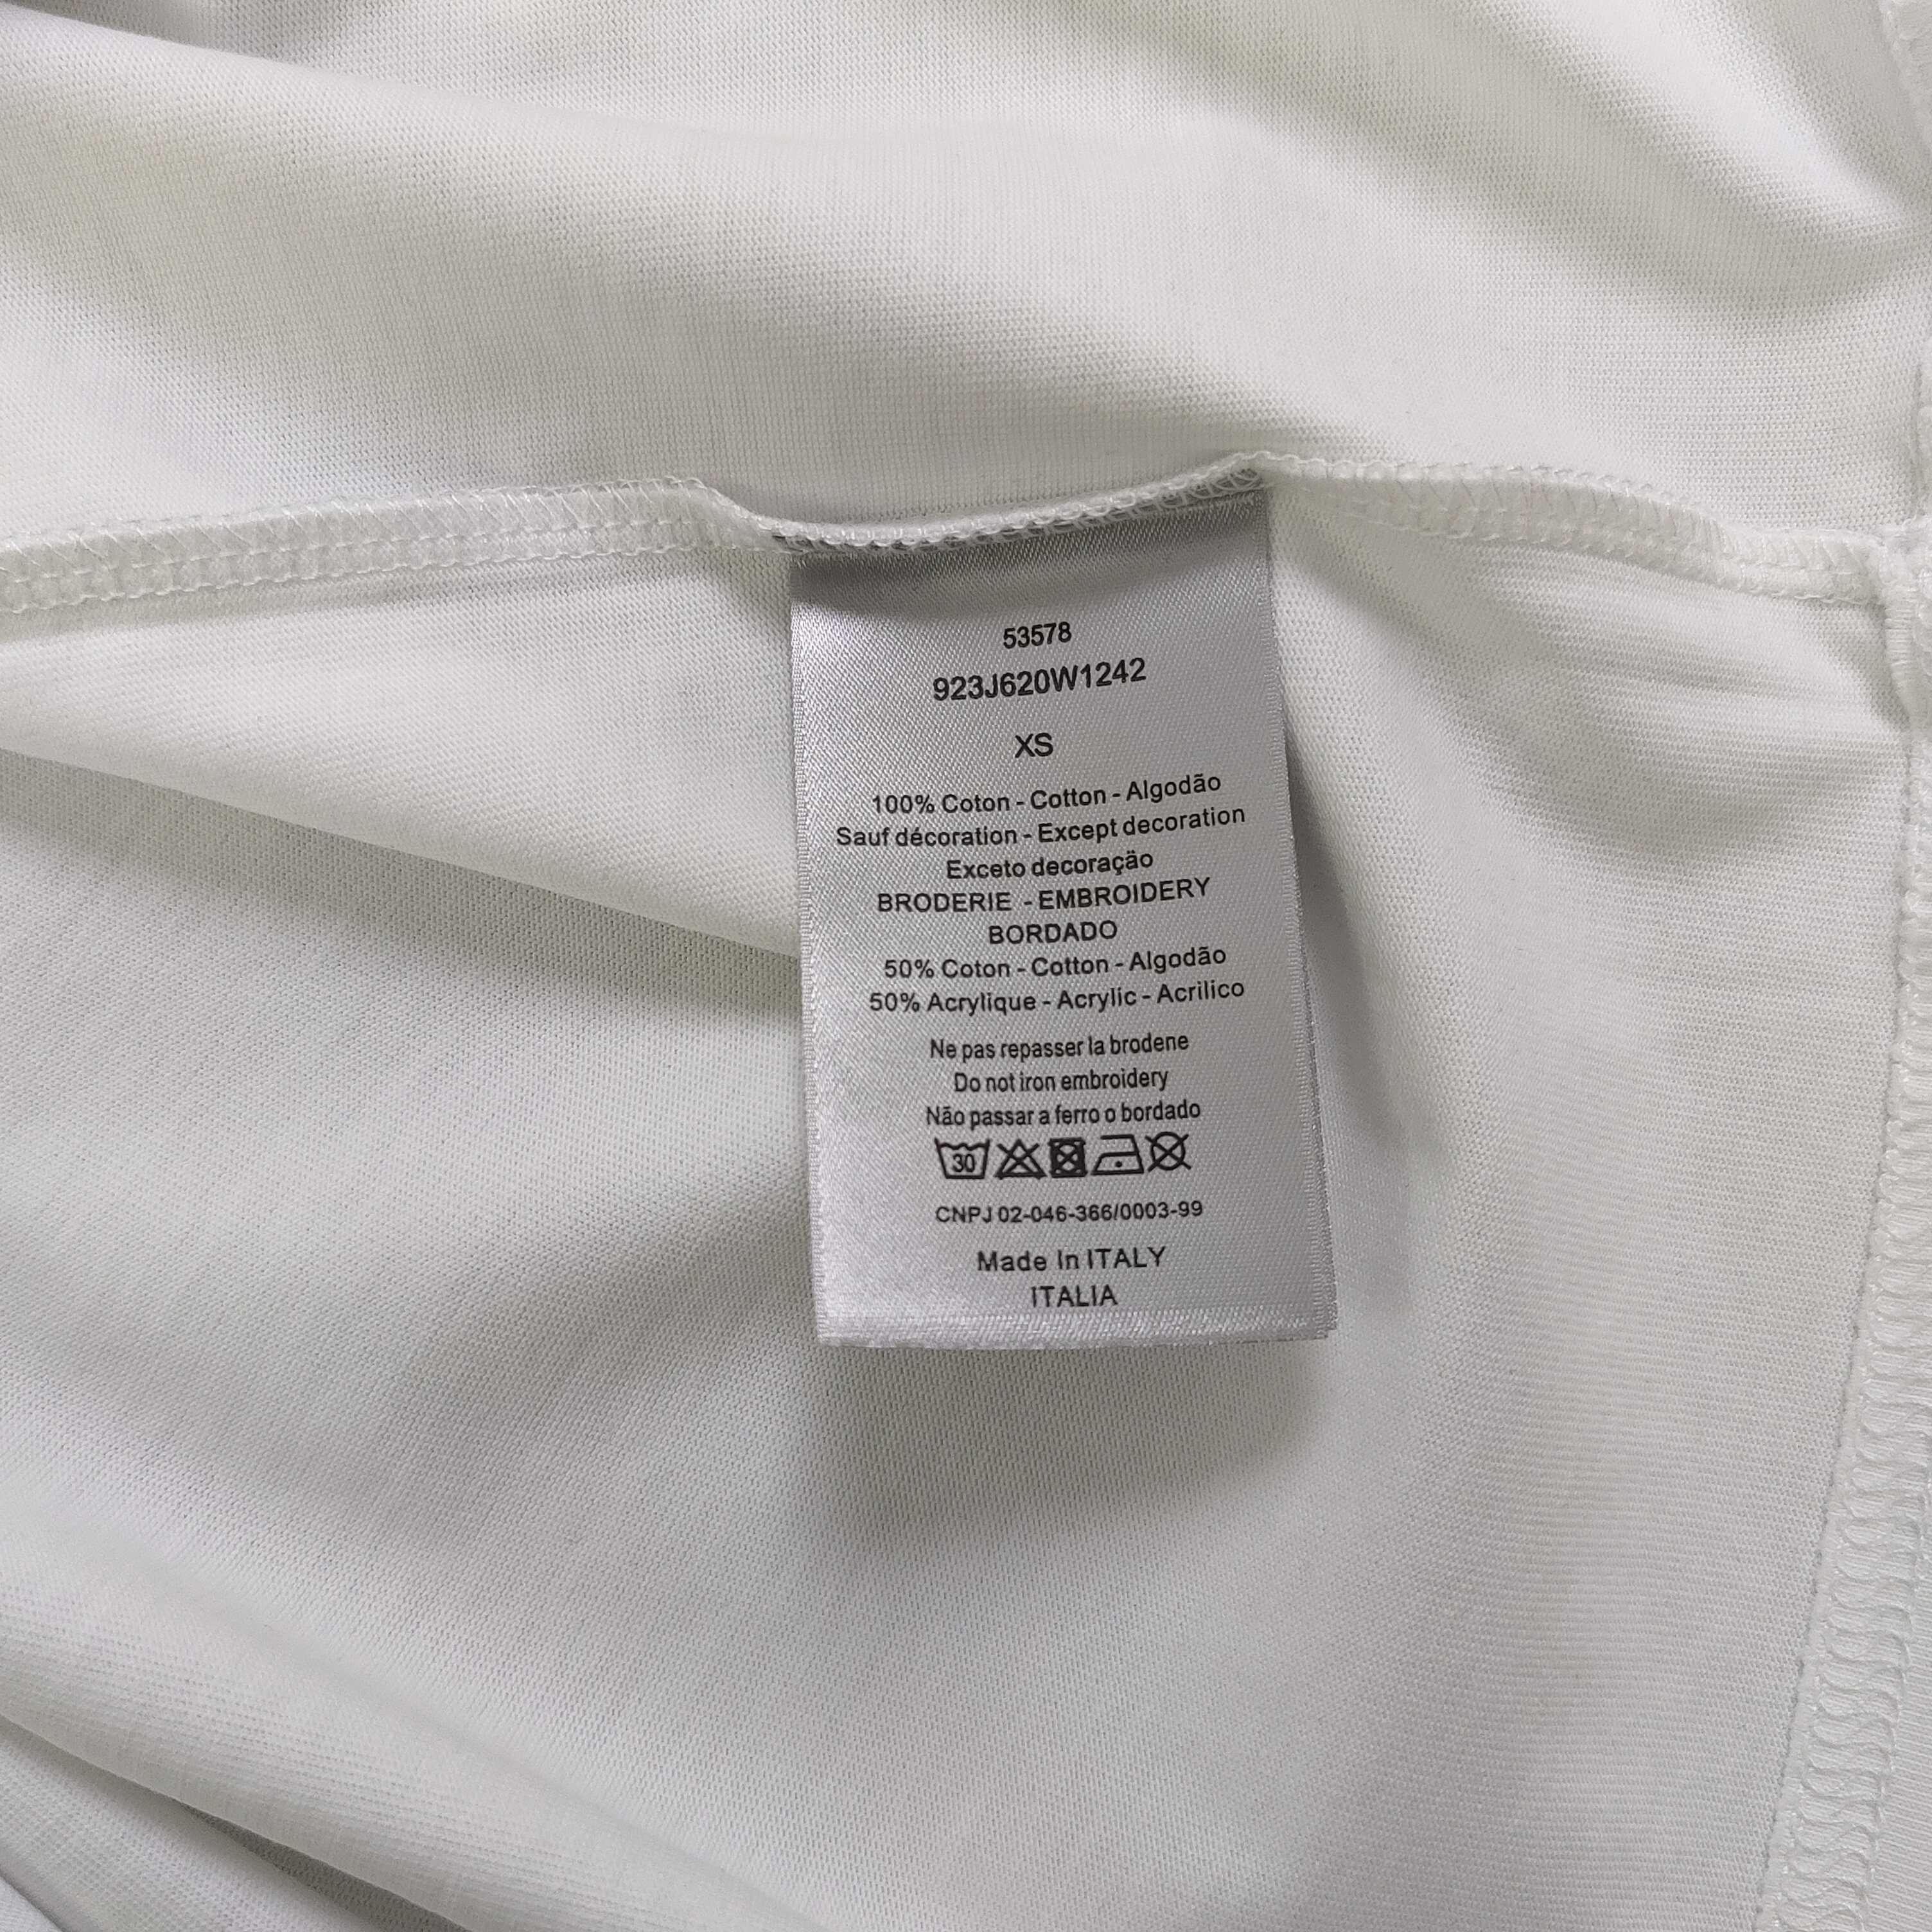 53578
923J620W1242
XS
100% Coton - Cotton - Algodão
Sauf décoration - Except decoration
Exceto decoração
BRODERIE - EMBROIDERY
BORDADO
50% Coton - Cotton - Algodão
50% Acrylique - Acrylic - Acrilico
Ne pas repasser la brodene
Do not iron embroidery
Não passar a ferro o bordado
30
CNPJ 02-046-366/0003-99
Made In ITALY
ITALIA